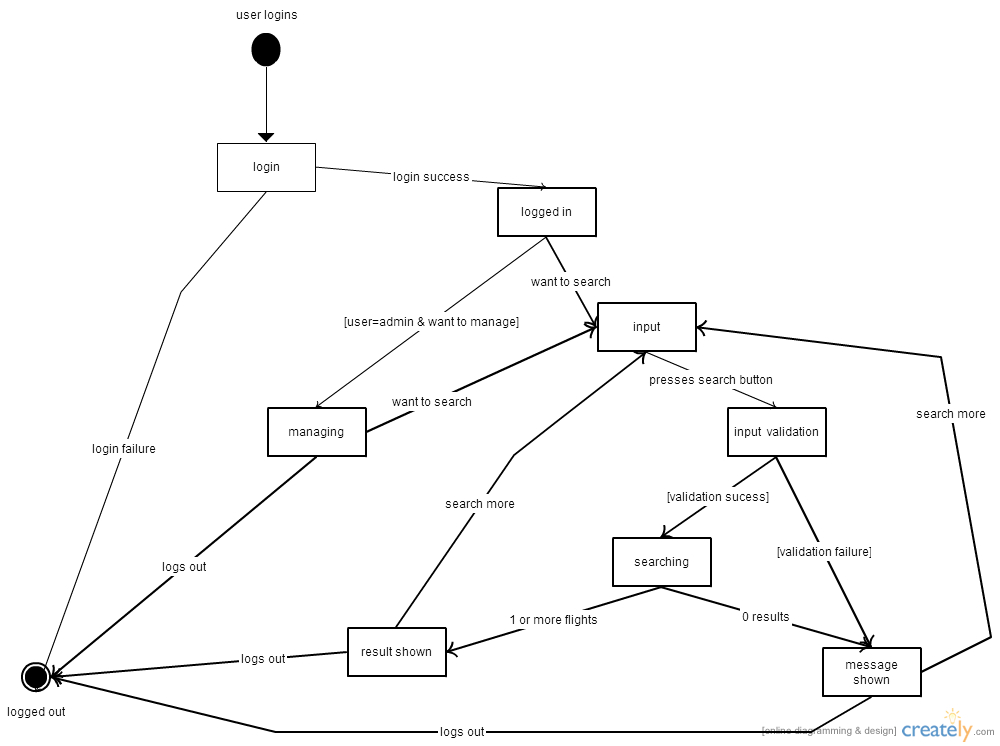 user logins
login
login success
logged in
want to search
[user=admin & want to manage]
input
presses search button
want to search
managing
input validation
search more
login failure
[validation sucess]
search more
[validation failure]
searching
logs out
1 or more flights
0 results
result shown
logs out
message
shown
logged out
logs out
[online diagramming & design]
creately.com